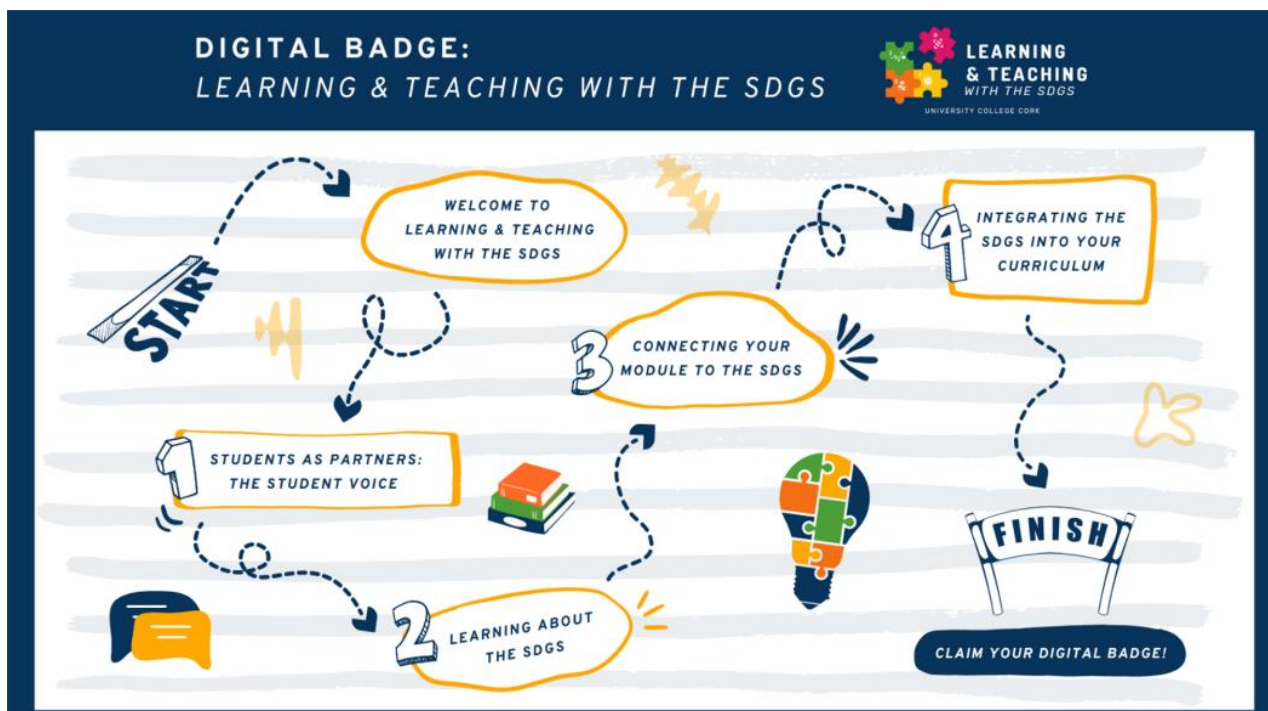 DIGITAL BADGE:
LEARNING & TEACHING WITH THE SDGS
LEARNING
& TEACHING
WITH THE SDGS
UNIVERSITY COLLEGE CORK
START
WELCOME TO
LEARNING & TEACHING
WITH THE SDGS
1
STUDENTS AS PARTNERS:
THE STUDENT VOICE
2
LEARNING ABOUT
THE SDGS
3
CONNECTING YOUR
MODULE TO THE SDGS
4
INTEGRATING THE
SDGS INTO YOUR
CURRICULUM
FINISH
CLAIM YOUR DIGITAL BADGE!